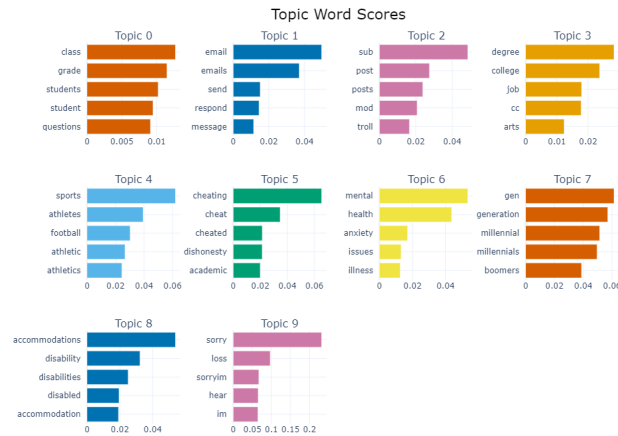 Topic Word Scores
Topic 0
class
grade
students
student
questions
0 0.005 0.01
Topic 1
email
emails
send
respond
message
0 0.02 0.04
Topic 2
sub
post
posts
mod
troll
0 0.02 0.04
Topic 3
degree
college
job
cc
arts
0 0.01 0.02
Topic 4
sports
athletes
football
athletic
athletics
0 0.02 0.04 0.06
Topic 5
cheating
cheat
cheated
dishonesty
academic
0 0.02 0.04 0.06
Topic 6
mental
health
anxiety
issues
illness
0 0.02 0.04
Topic 7
gen
generation
millennial
millennials
boomers
0 0.02 0.04 0.06
Topic 8
accommodations
disability
disabilities
disabled
accommodation
0 0.02 0.04
Topic 9
sorry
loss
sorryim
hear
im
0 0.05 0.1 0.15 0.2